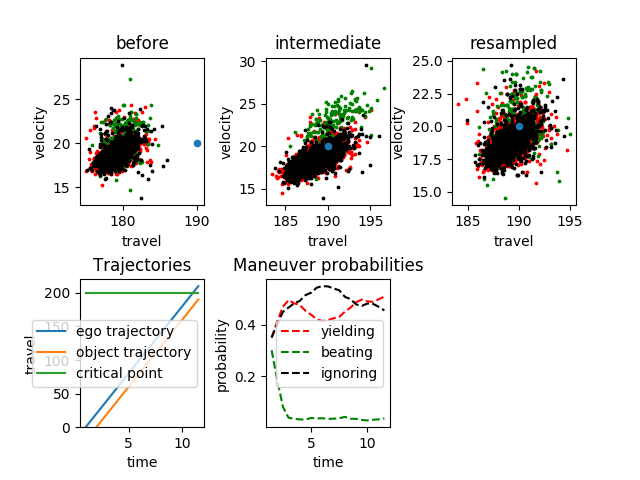 before
intermediate
resampled
velocity
25
20
15
180
190
travel
velocity
30
25
20
15
185
190
195
travel
velocity
25.0
22.5
20.0
17.5
15.0
185
190
195
travel
Trajectories
Maneuver probabilities
travel
200
150
100
50
0
ego trajectory
object trajectory
critical point
5
10
time
probability
0.4
0.2
yielding
beating
ignoring
5
10
time